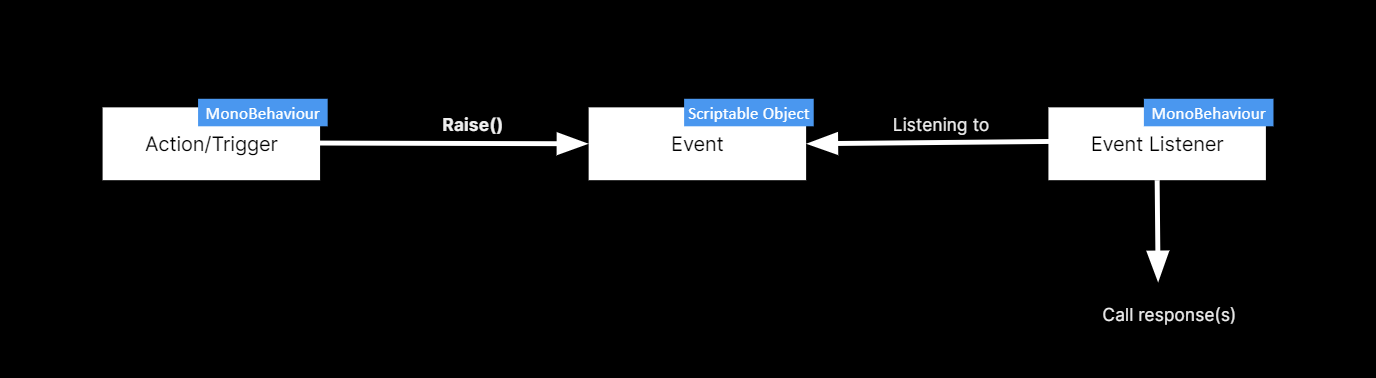 MonoBehaviour
Action/Trigger
Raise()
Scriptable Object
Event
Listening to
MonoBehaviour
Event Listener
Call response(s)